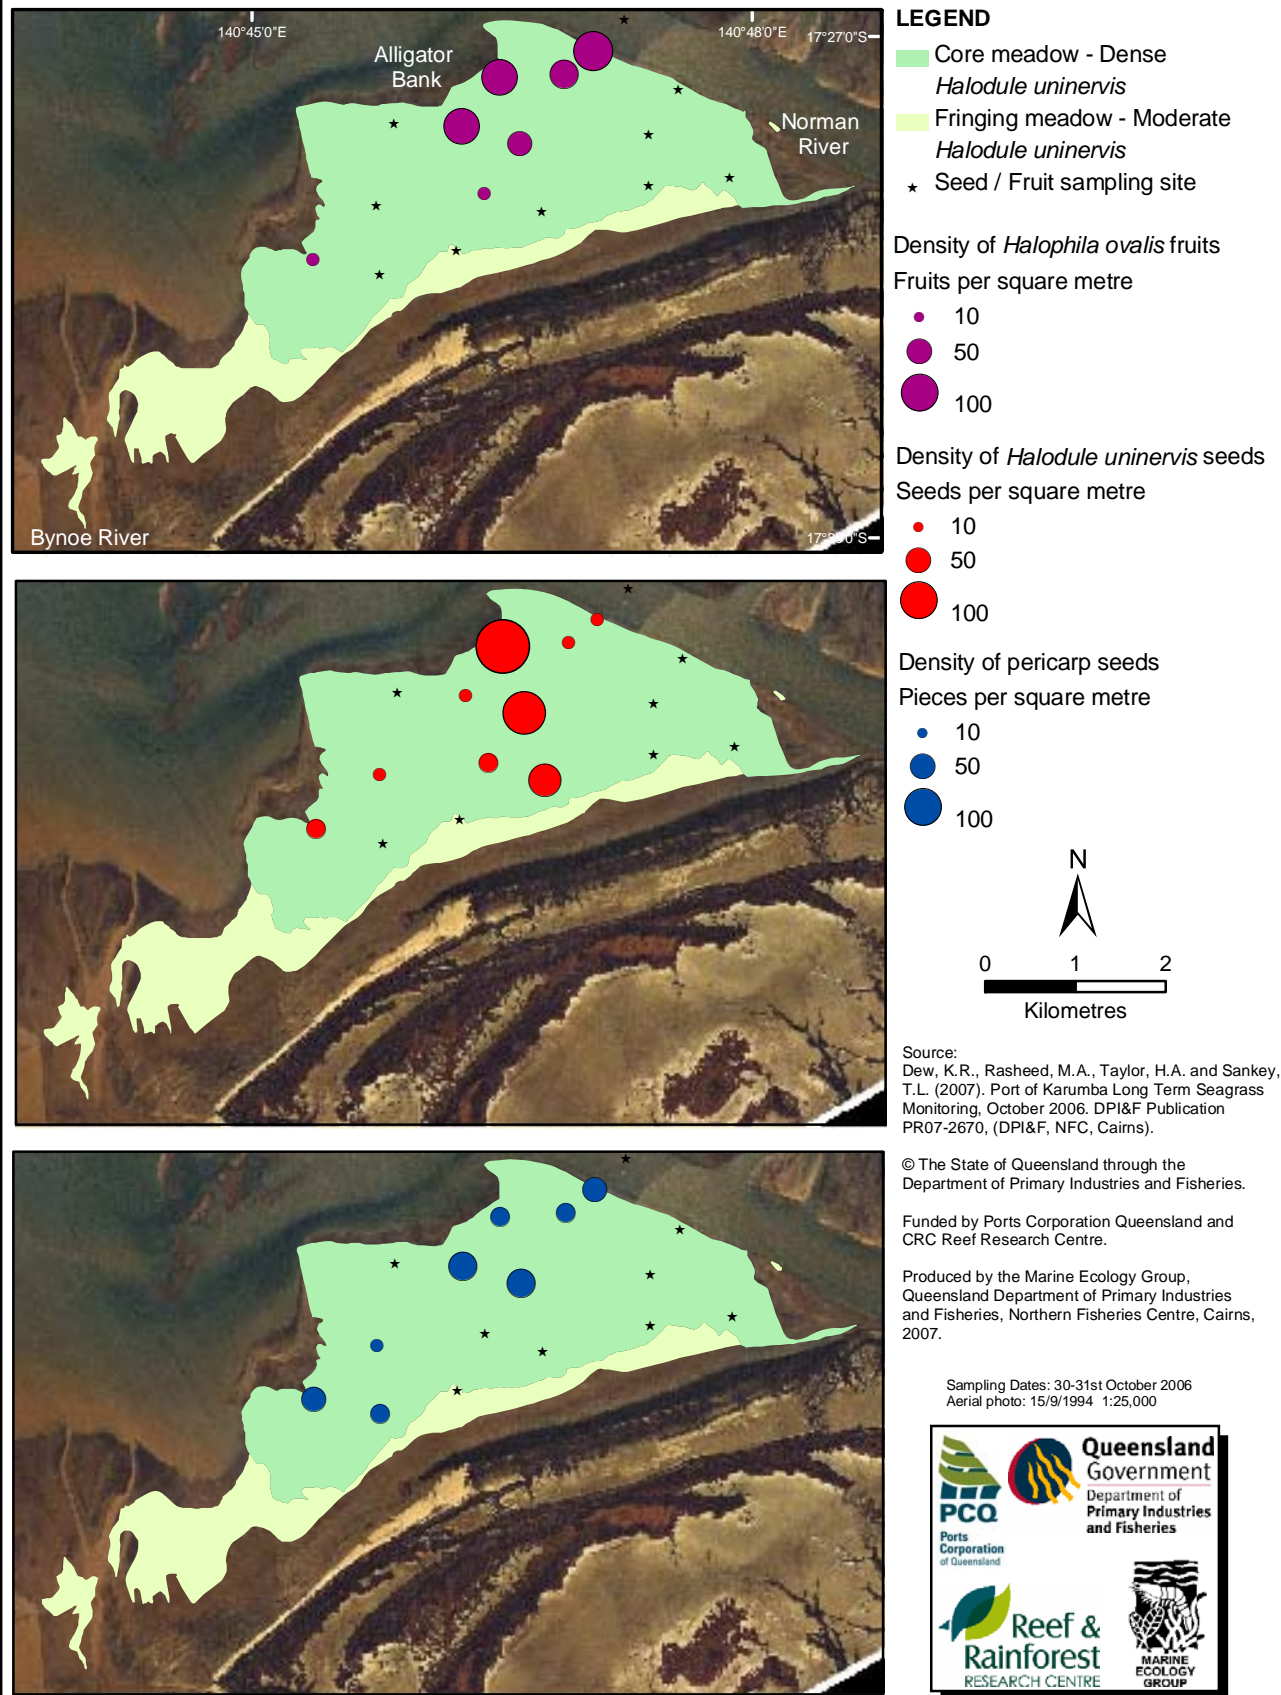 140°45'0"E
140°48'0"E
17°27'0"S
Alligator
Bank
Norman
River
Bynoe River
LEGEND
Core meadow - Dense
Halodule uninervis
Fringing meadow - Moderate
Halodule uninervis
Seed / Fruit sampling site
Density of Halophila ovalis fruits
Fruits per square metre
10
50
100
Density of Halodule uninervis seeds
Seeds per square metre
10
50
100
Density of pericarp seeds
Pieces per square metre
10
50
100
N
0 1 2
Kilometres
Source:
Dew, K.R., Rasheed, M.A., Taylor, H.A. and Sankey,
T.L. (2007). Port of Karumba Long Term Seagrass
Monitoring, October 2006. DPI&F Publication
PR07-2670, (DPI&F, NFC, Cairns).
© The State of Queensland through the
Department of Primary Industries and Fisheries.
Funded by Ports Corporation Queensland and
CRC Reef Research Centre.
Produced by the Marine Ecology Group,
Queensland Department of Primary Industries
and Fisheries, Northern Fisheries Centre, Cairns,
2007.
Sampling Dates: 30-31st October 2006
Aerial photo: 15/9/1994 1:25,000
PCQ
Ports
Corporation
of Queensland
Queensland
Government
Department of
Primary Industries
and Fisheries
Reef &
Rainforest
RESEARCH CENTRE
MARINE
ECOLOGY
GROUP